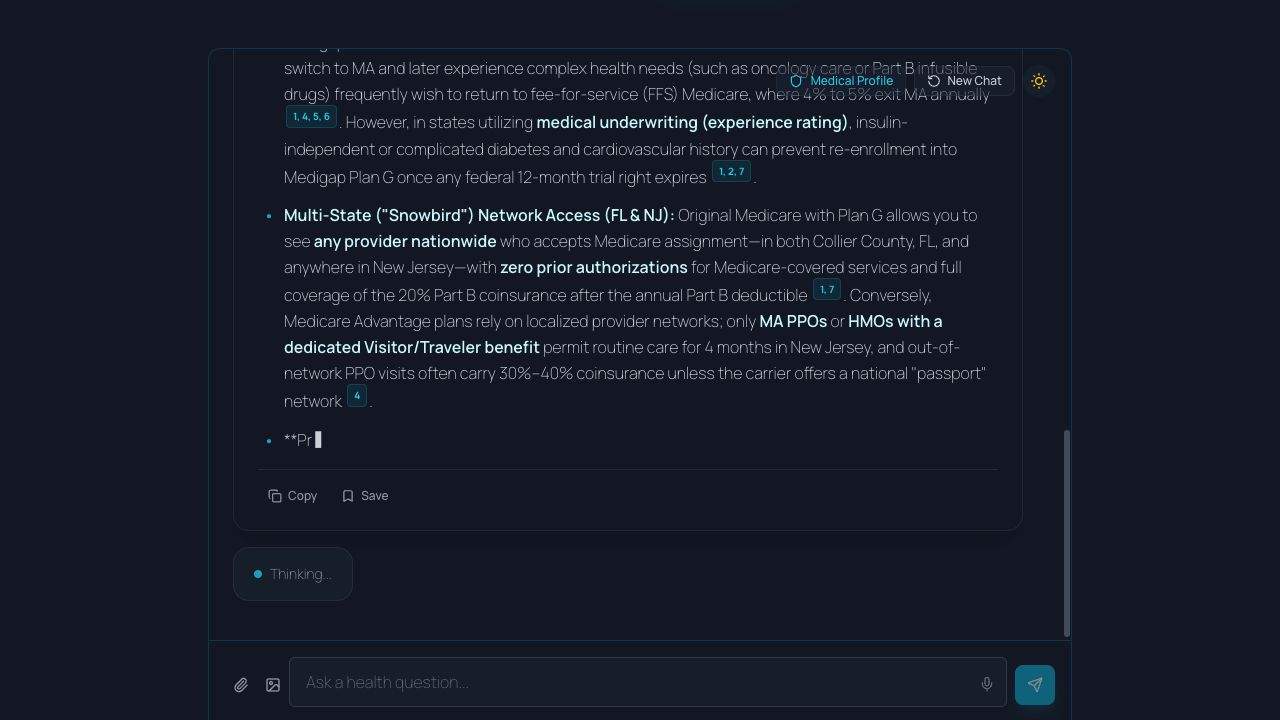 switch to MA and later experience complex health needs (such as oncology care or Part B infusible
Medical Profile
New Chat
drugs) frequently wish to return to fee-for-service (FFS) Medicare, where 4% to 5% exit MA annually
1, 4, 5, 6 . However, in states utilizing medical underwriting (experience rating), insulin-
independent or complicated diabetes and cardiovascular history can prevent re-enrollment into
Medigap Plan G once any federal 12-month trial right expires 1, 2, 7 .
• Multi-State ("Snowbird") Network Access (FL & NJ): Original Medicare with Plan G allows you to
see any provider nationwide who accepts Medicare assignment—in both Collier County, FL, and
anywhere in New Jersey—with zero prior authorizations for Medicare-covered services and full
coverage of the 20% Part B coinsurance after the annual Part B deductible 1, 7 . Conversely,
Medicare Advantage plans rely on localized provider networks; only MA PPOs or HMOs with a
dedicated Visitor/Traveler benefit permit routine care for 4 months in New Jersey, and out-of-
network PPO visits often carry 30%–40% coinsurance unless the carrier offers a national "passport"
network 4 .
• **Pr
Copy
Save
Thinking...
Ask a health question...